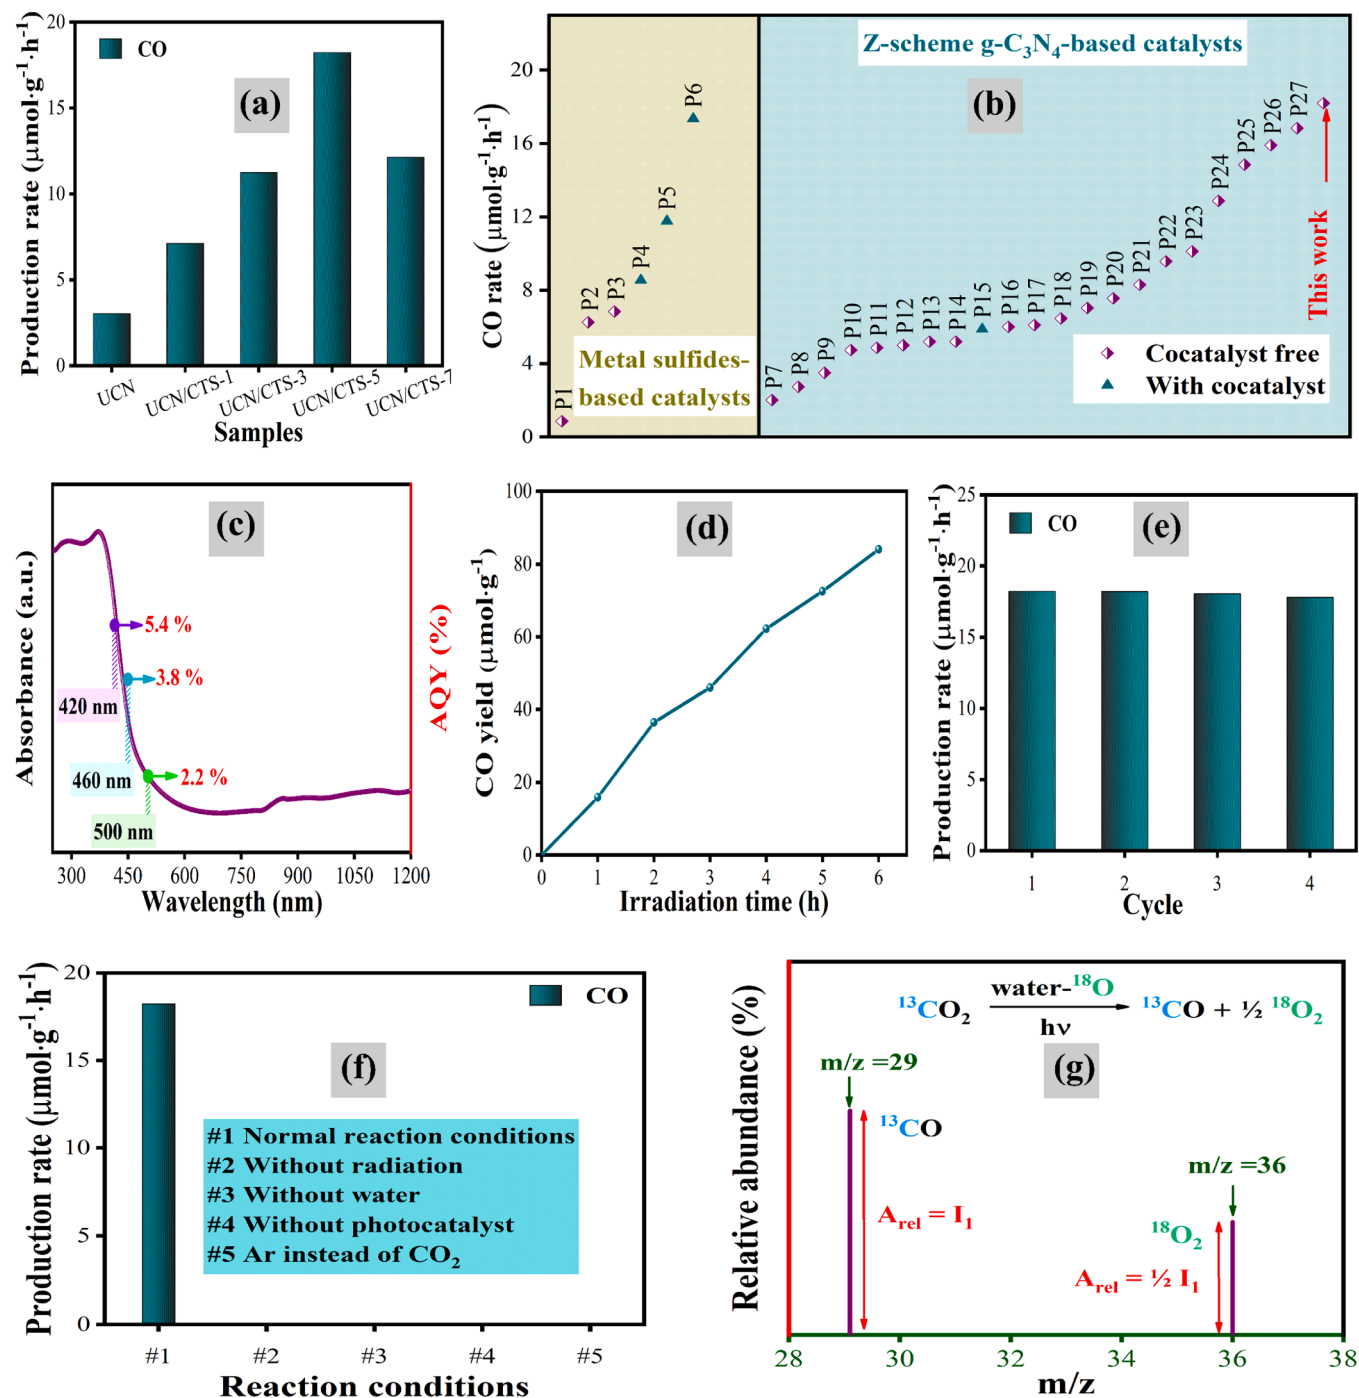 Production rate (μmol·g⁻¹·h⁻¹)
20
15
10
5
0
CO
(a)
UCN
UCN/CTS-1
UCN/CTS-3
UCN/CTS-5
UCN/CTS-7
Samples
CO rate (μmol·g⁻¹·h⁻¹)
20
16
12
8
4
0
Z-scheme g-C₃N₄-based catalysts
(b)
P1
P2
P3
P4
P5
P6
P7
P8
P9
P10
P11
P12
P13
P14
P15
P16
P17
P18
P19
P20
P21
P22
P23
P24
P25
P26
P27
This work
Metal sulfides-
based catalysts
Cocatalyst free
With cocatalyst
Absorbance (a.u.)
(c)
5.4 %
3.8 %
2.2 %
420 nm
460 nm
500 nm
AQY (%)
300 450 600 750 900 1050 1200
Wavelength (nm)
CO yield (μmol·g⁻¹)
100
80
60
40
20
0
(d)
0 1 2 3 4 5 6
Irradiation time (h)
Production rate (μmol·g⁻¹·h⁻¹)
25
20
15
10
5
0
CO
(e)
1 2 3 4
Cycle
Production rate (μmol·g⁻¹·h⁻¹)
20
15
10
5
0
CO
(f)
#1 Normal reaction conditions
#2 Without radiation
#3 Without water
#4 Without photocatalyst
#5 Ar instead of CO₂
#1 #2 #3 #4 #5
Reaction conditions
Relative abundance (%)
¹³CO₂ water-¹⁸O hν ¹³CO + ½ ¹⁸O₂
(g)
m/z =29
¹³CO
Aᵣₑₗ = I₁
m/z =36
¹⁸O₂
Aᵣₑₗ = ½ I₁
28 30 32 34 36 38
m/z